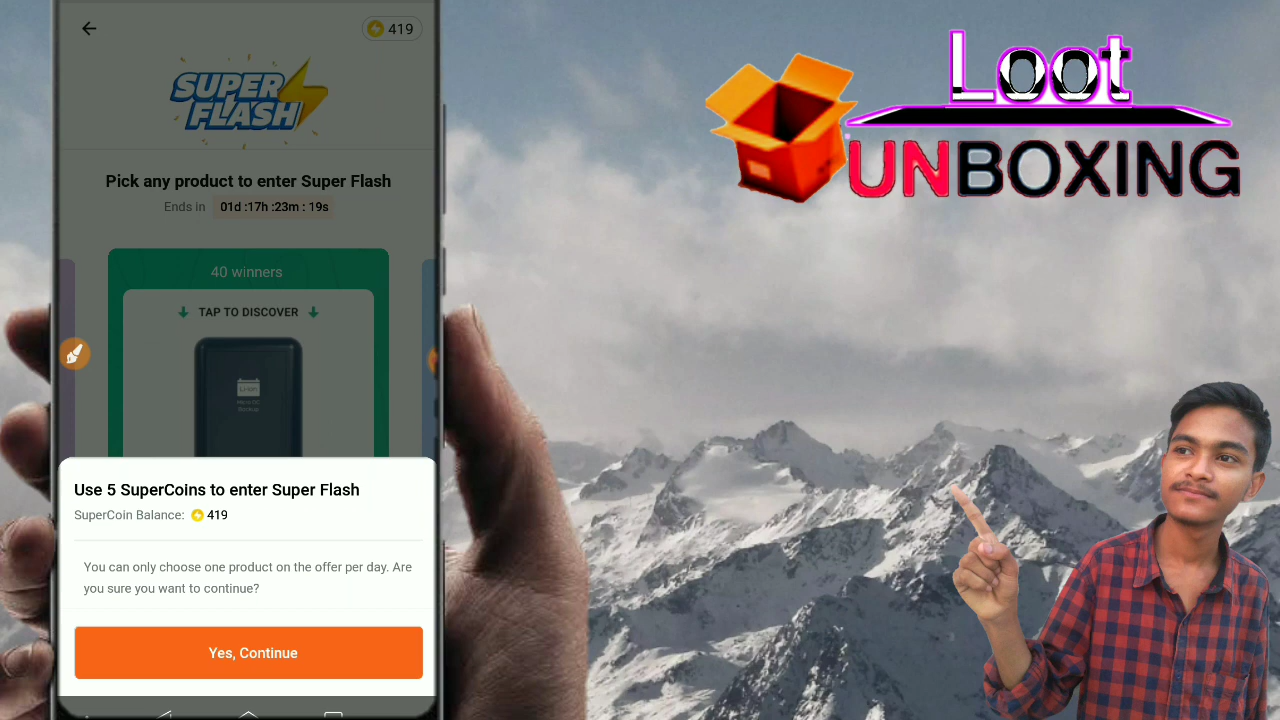 419
SUPER
FLASH
Pick any product to enter Super Flash
Ends in 01d :17h :23m : 19s
40 winners
TAP TO DISCOVER
Li-ion
Use 5 SuperCoins to enter Super Flash
SuperCoin Balance: 419
You can only choose one product on the offer per day. Are
you sure you want to continue?
Yes, Continue
Loot
UNBOXING